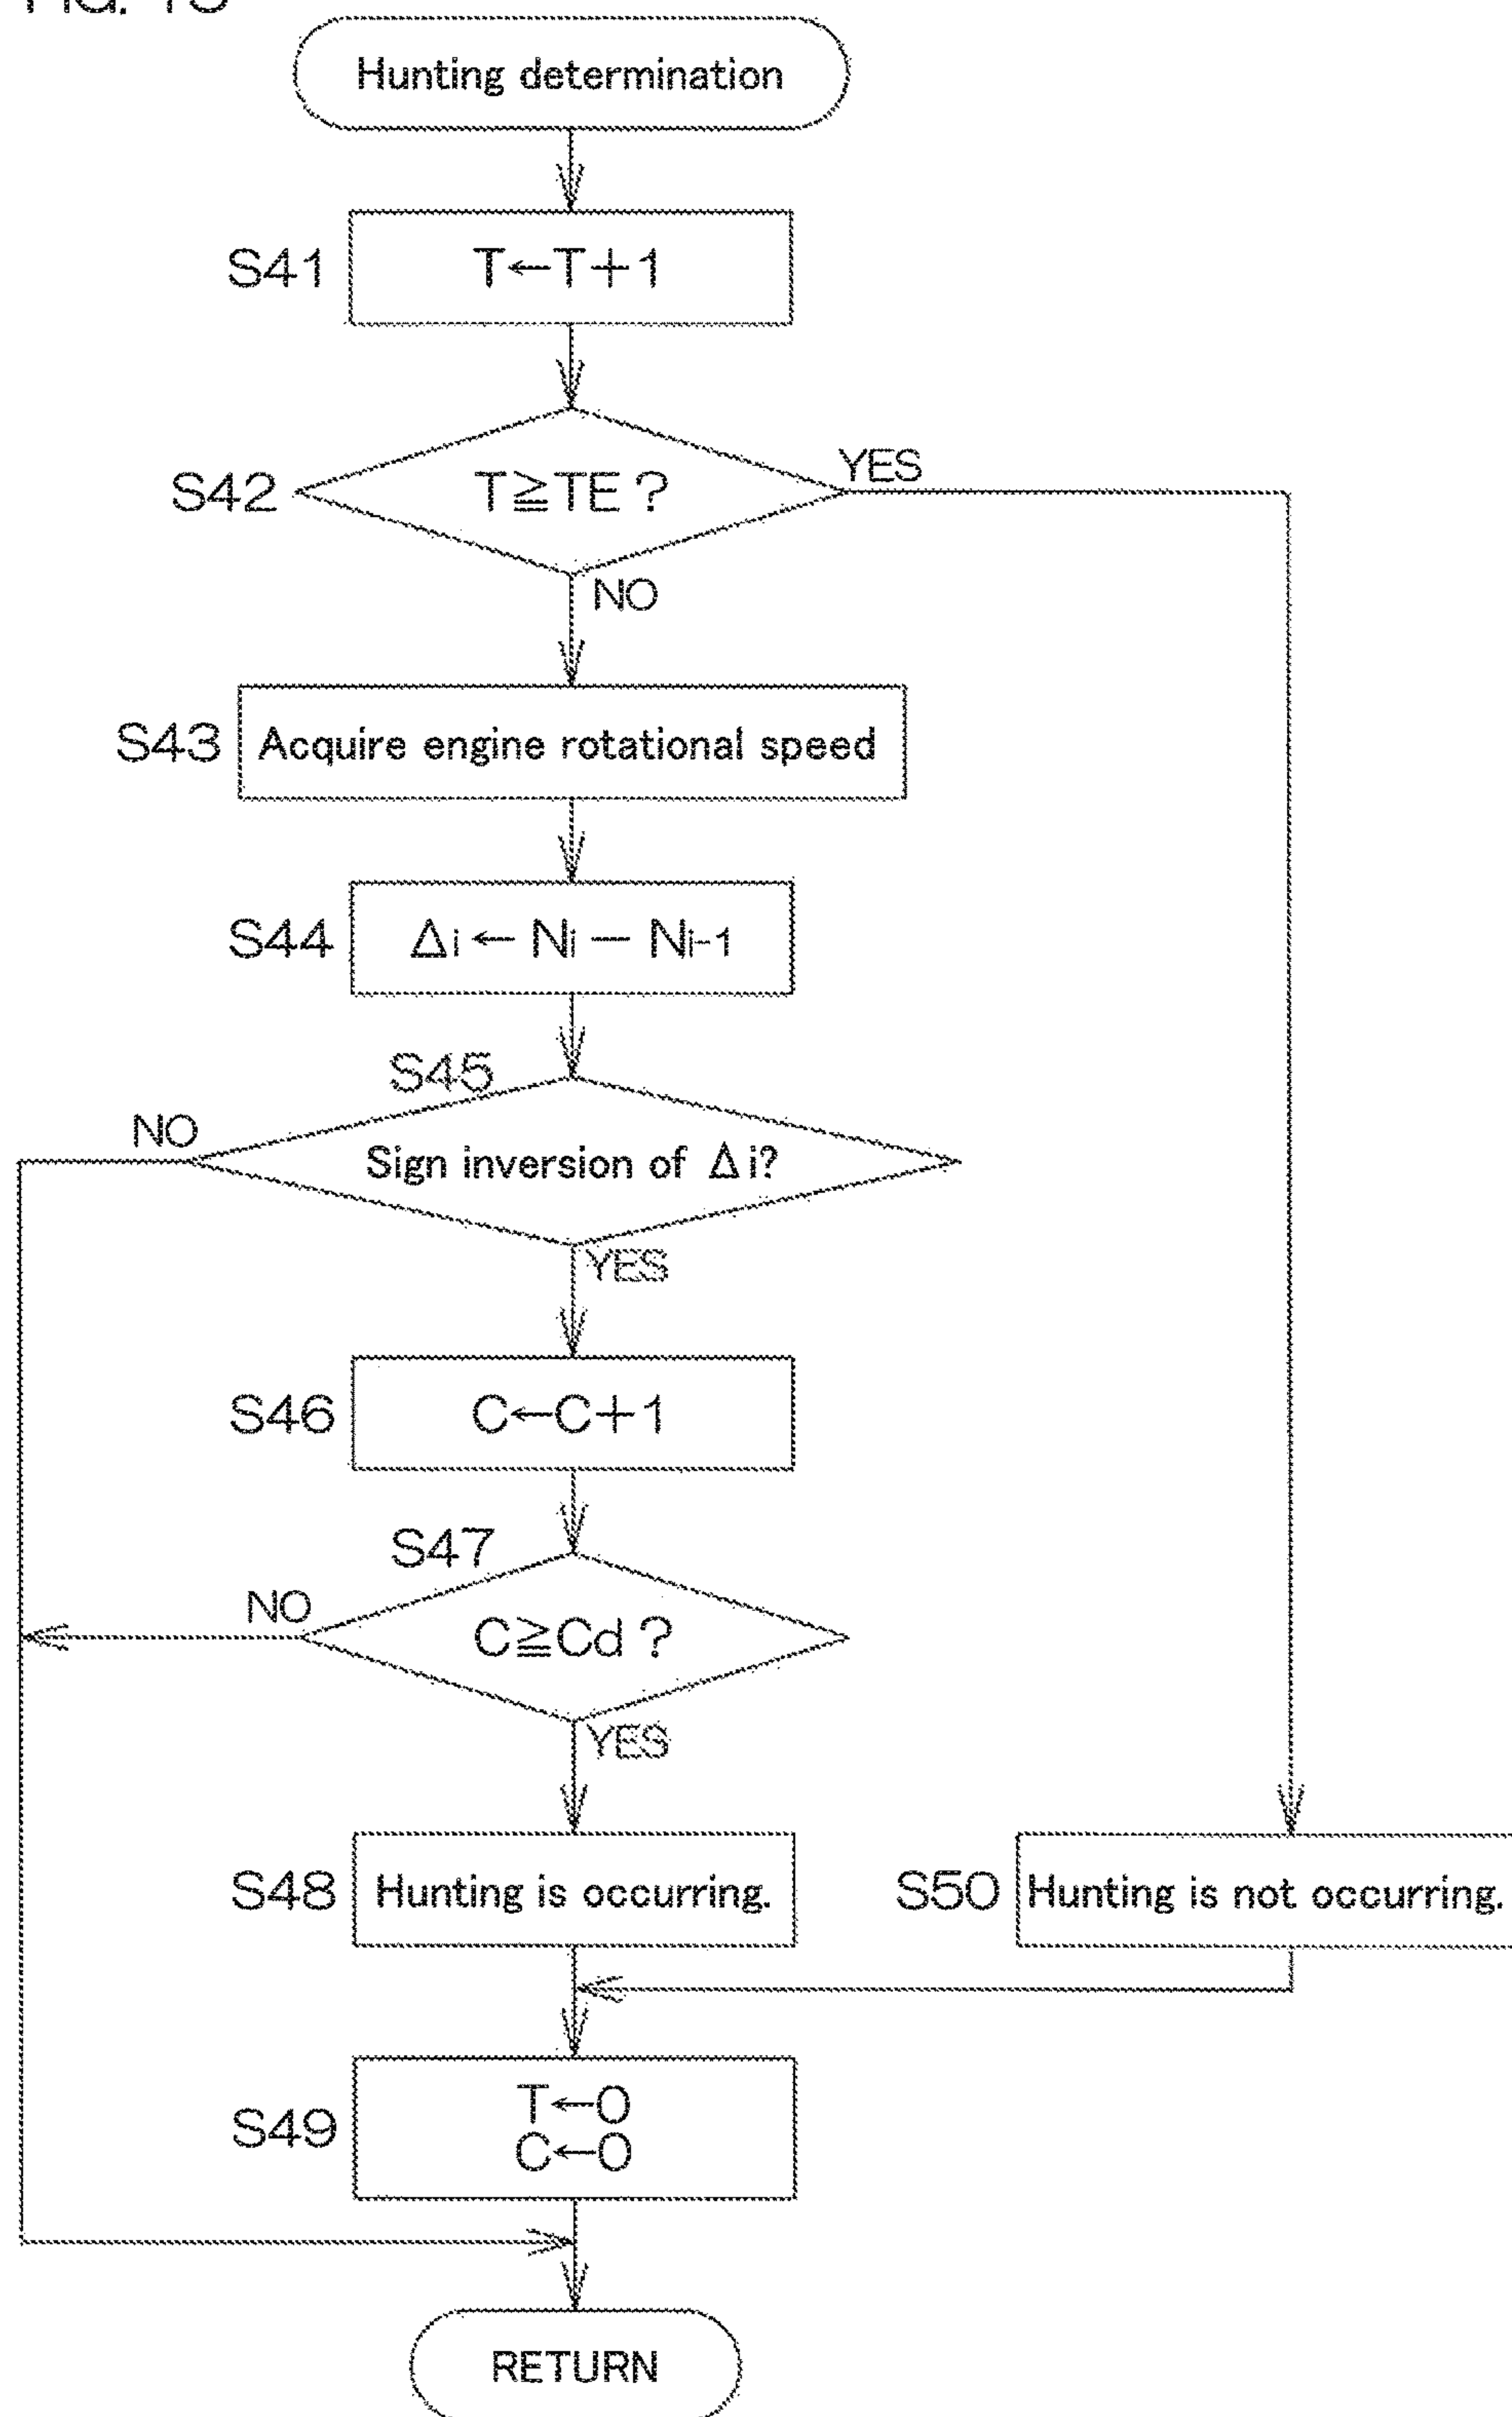 Hunting determination
S41 T←T+1
S42 T≧TE ? YES
NO
S43 Acquire engine rotational speed
S44 Δi ← Ni — Ni-1
S45
NO
Sign inversion of Δi?
YES
S46 C←C+1
S47
NO
C≧Cd ?
YES
S48 Hunting is occurring.
S50 Hunting is not occurring.
S49
T←0
C←0
RETURN